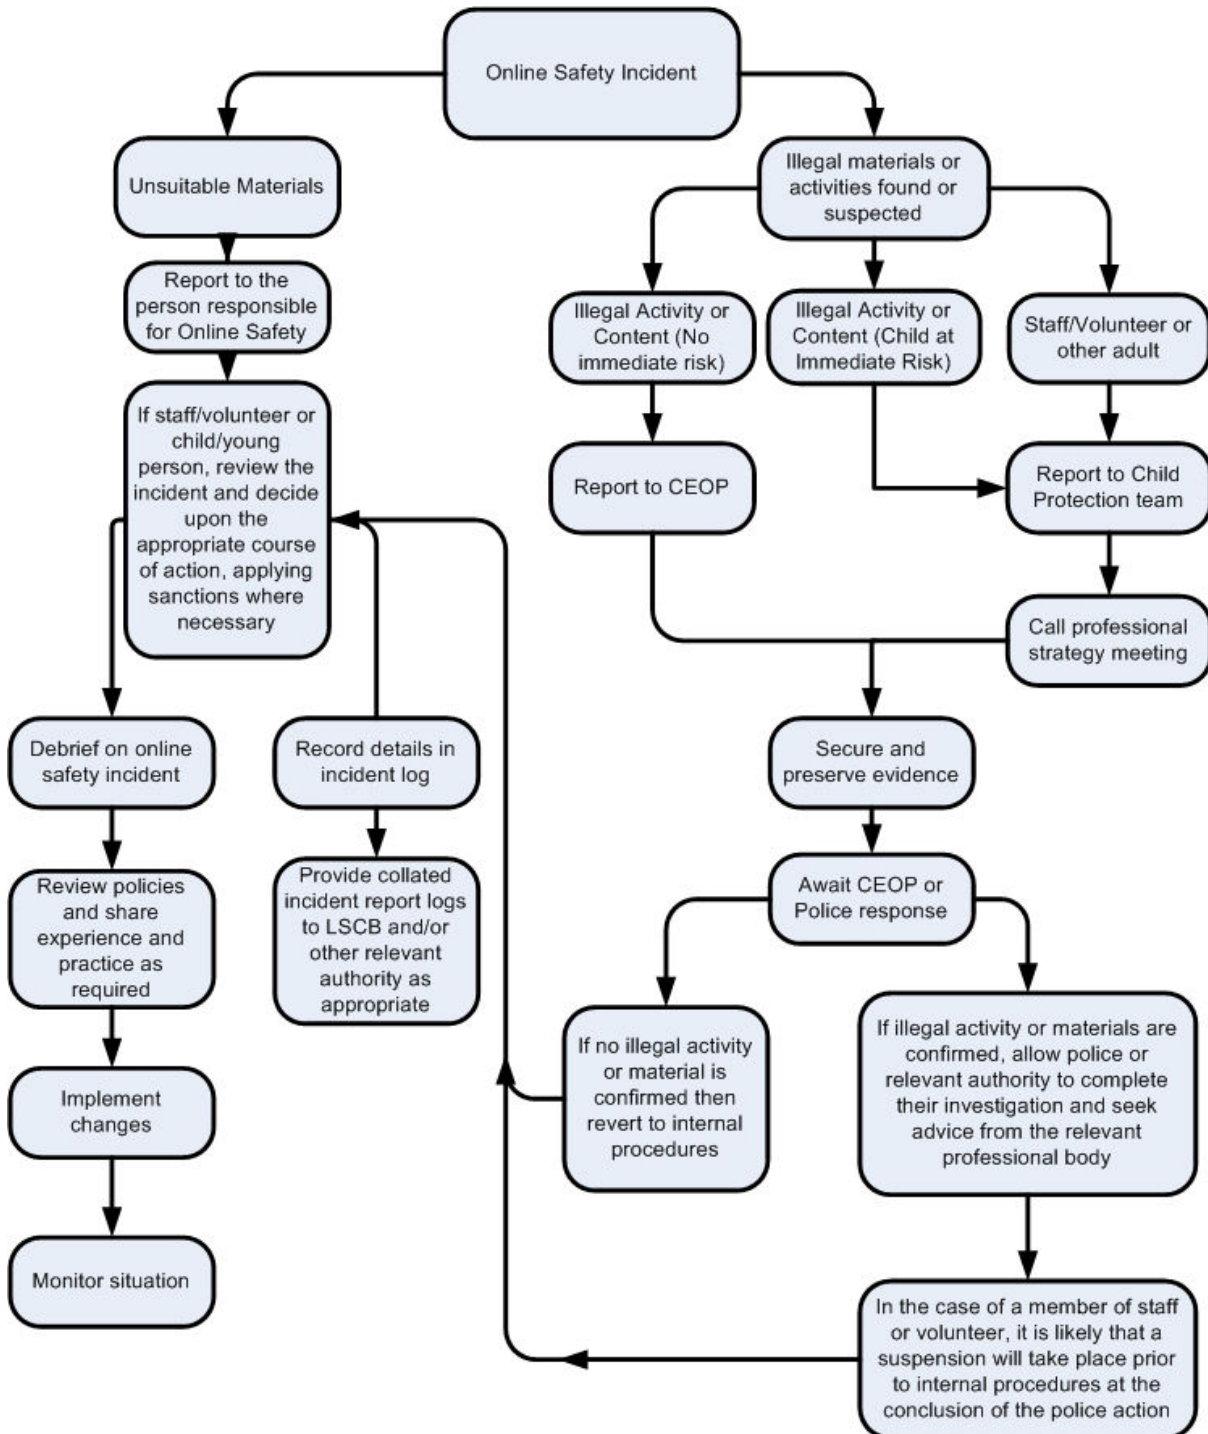 Online Safety Incident
Unsuitable Materials
Illegal materials or
activities found or
suspected
Report to the
person responsible
for Online Safety
Illegal Activity or
Content (No
immediate risk)
Illegal Activity or
Content (Child at
Immediate Risk)
Staff/Volunteer or
other adult
If staff/volunteer or
child/young
person, review the
incident and decide
upon the
appropriate course
of action, applying
sanctions where
necessary
Report to CEOP
Report to Child
Protection team
Call professional
strategy meeting
Debrief on online
safety incident
Record details in
incident log
Secure and
preserve evidence
Review policies
and share
experience and
practice as
required
Provide collated
incident report logs
to LSCB and/or
other relevant
authority as
appropriate
Await CEOP or
Police response
If no illegal activity
or material is
confirmed then
revert to internal
procedures
If illegal activity or materials are
confirmed, allow police or
relevant authority to complete
their investigation and seek
advice from the relevant
professional body
Implement
changes
Monitor situation
In the case of a member of staff
or volunteer, it is likely that a
suspension will take place prior
to internal procedures at the
conclusion of the police action